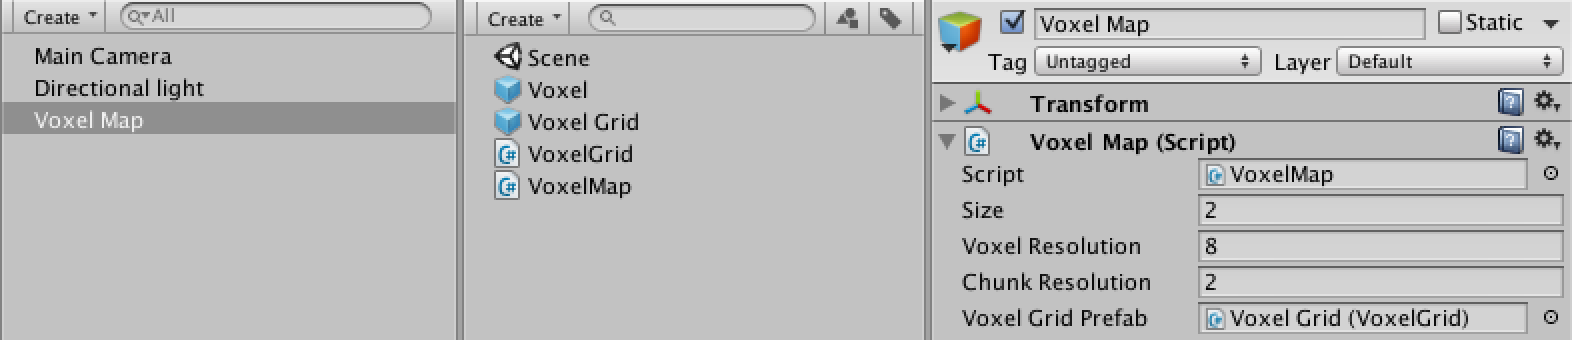 Create
All
Main Camera
Directional light
Voxel Map
Create
Scene
Voxel
Voxel Grid
VoxelGrid
VoxelMap
Voxel Map
Static
Tag Untagged Layer Default
Transform
Voxel Map (Script)
Script VoxelMap
Size 2
Voxel Resolution 8
Chunk Resolution 2
Voxel Grid Prefab Voxel Grid (VoxelGrid)